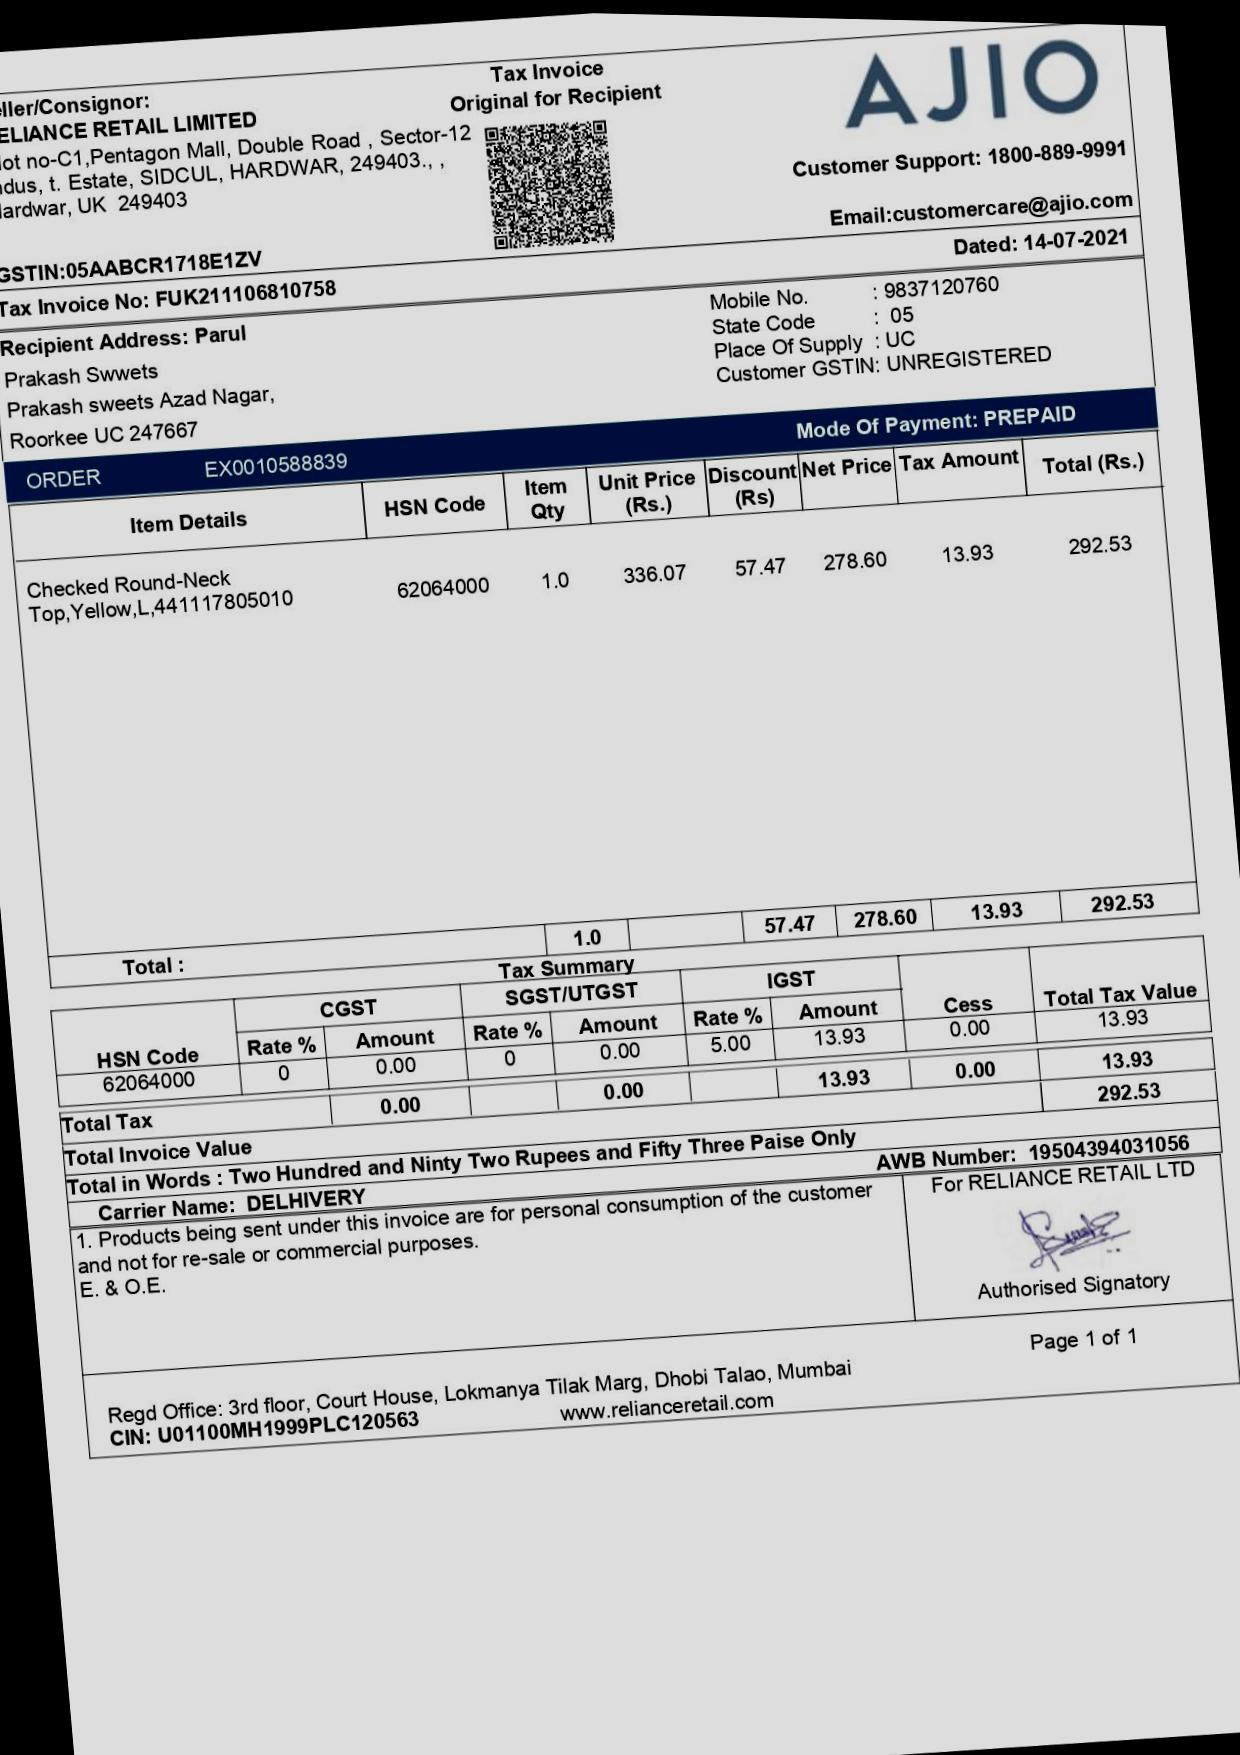 Tax Invoice
Original for Recipient
AJIO
ller/Consignor:
ELIANCE RETAIL LIMITED
lot no-C1,Pentagon Mall, Double Road , Sector-12
ndus, t. Estate, SIDCUL, HARDWAR, 249403., ,
ardwar, UK 249403
Customer Support: 1800-889-9991
Email:customercare@ajio.com
GSTIN:05AABCR1718E1ZV
Dated: 14-07-2021
Tax Invoice No: FUK211106810758
Recipient Address: Parul
Prakash Swwets
Prakash sweets Azad Nagar,
Roorkee UC 247667
Mobile No. : 9837120760
State Code : 05
Place Of Supply : UC
Customer GSTIN: UNREGISTERED
ORDER EX0010588839 Mode Of Payment: PREPAID
Item Details HSN Code Item Qty Unit Price (Rs.) Discount (Rs) Net Price Tax Amount Total (Rs.)
Checked Round-Neck
Top,Yellow,L,441117805010 62064000 1.0 336.07 57.47 278.60 13.93 292.53
Total : 1.0 57.47 278.60 13.93 292.53
Tax Summary
CGST SGST/UTGST IGST
HSN Code Rate % Amount Rate % Amount Rate % Amount Cess Total Tax Value
62064000 0 0.00 0 0.00 5.00 13.93 0.00 13.93
Total Tax 0.00 0.00 13.93 0.00 13.93
Total Invoice Value 292.53
Total in Words : Two Hundred and Ninty Two Rupees and Fifty Three Paise Only
Carrier Name: DELHIVERY AWB Number: 19504394031056
1. Products being sent under this invoice are for personal consumption of the customer
and not for re-sale or commercial purposes.
E. & O.E.
For RELIANCE RETAIL LTD
Authorised Signatory
Page 1 of 1
Regd Office: 3rd floor, Court House, Lokmanya Tilak Marg, Dhobi Talao, Mumbai
CIN: U01100MH1999PLC120563 www.relianceretail.com